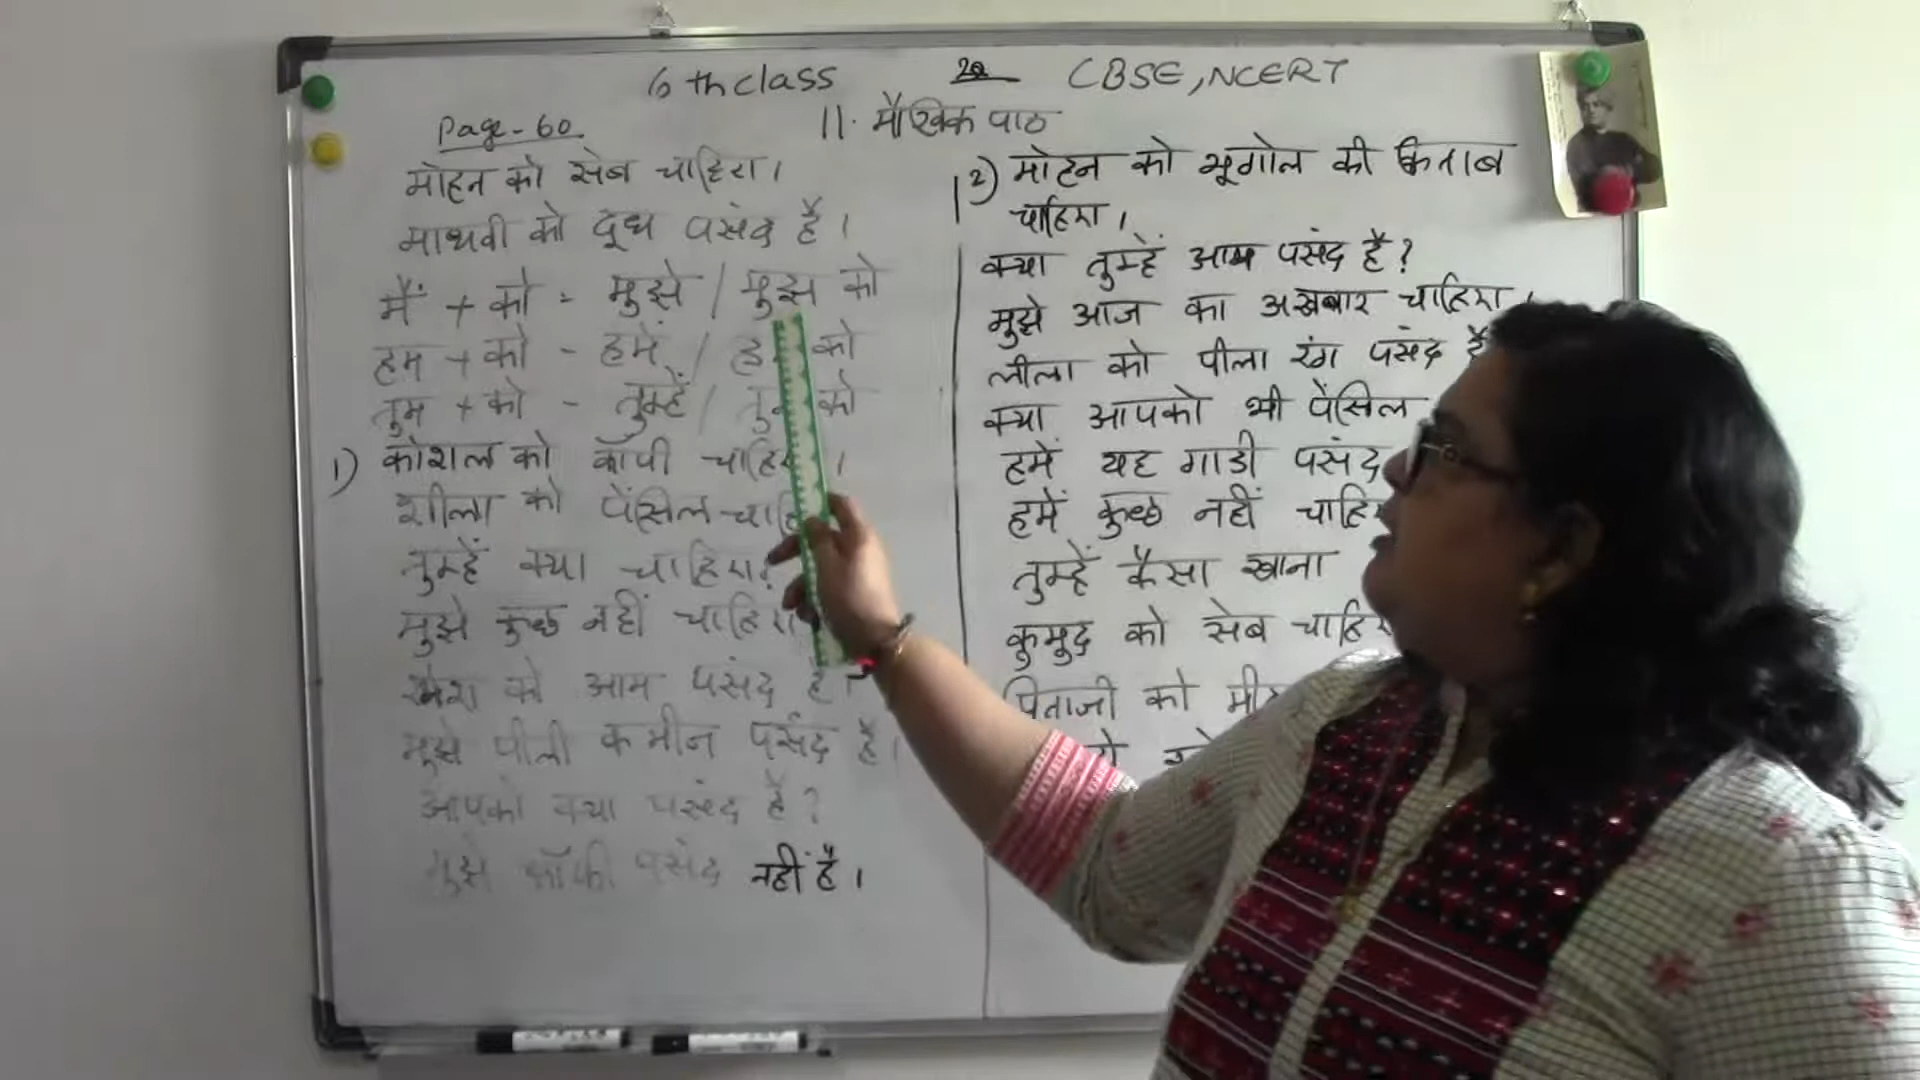 6 th class
CBSE, NCERT
Page-60
11. मौखिक पाठ
मोहन को सेब चाहिए।
माधवी को दूध पसंद है।
मैं + को - मुझे / मुझ को
हम + को - हमें / को
तुम + को - तुम्हें / को
1) कौशल को कॉपी चाहिए।
शीला को पेंसिल चाहि
तुम्हें क्या चाहिए?
मुझे कुछ नहीं चाहिए
रमेश को आम पसंद है।
मुझे पीली कमीज पसंद है।
आपको क्या पसंद है?
मुझे कॉफी पसंद नहीं है।
2) मोहन को भूगोल की किताब
चाहिए।
क्या तुम्हें आम पसंद है?
मुझे आज का अखबार चाहिए।
लीला को पीला रंग पसंद है
क्या आपको भी पेंसिल
हमें यह गाडी पसंद
हमें कुछ नहीं चाहि
तुम्हें कैसा खाना
कुमुद को सेब चाहि
पिताजी को